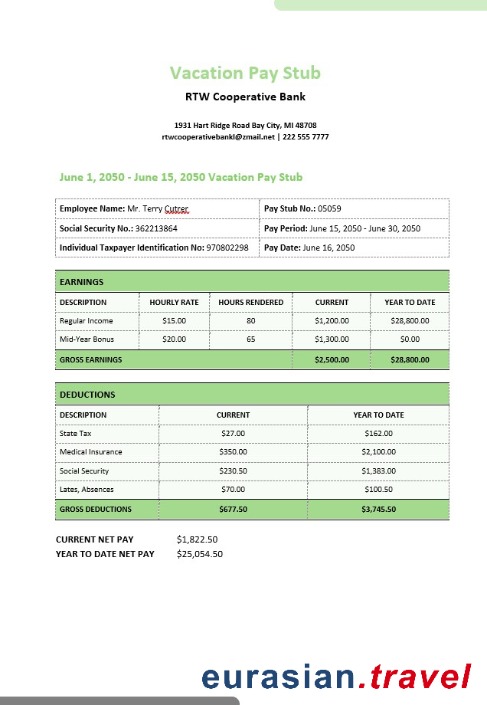 Vacation Pay Stub
RTW Cooperative Bank
1931 Hart Ridge Road Bay City, MI 48708
rtwcooperativebankl@zmail.net | 222 555 7777
June 1, 2050 - June 15, 2050 Vacation Pay Stub
Employee Name: Mr. Terry Cutrer Pay Stub No.: 05059
Social Security No.: 362213864 Pay Period: June 15, 2050 - June 30, 2050
Individual Taxpayer Identification No: 970802298 Pay Date: June 16, 2050
EARNINGS
DESCRIPTION HOURLY RATE HOURS RENDERED CURRENT YEAR TO DATE
Regular Income $15.00 80 $1,200.00 $28,800.00
Mid-Year Bonus $20.00 65 $1,300.00 $0.00
GROSS EARNINGS $2,500.00 $28,800.00
DEDUCTIONS
DESCRIPTION CURRENT YEAR TO DATE
State Tax $27.00 $162.00
Medical Insurance $350.00 $2,100.00
Social Security $230.50 $1,383.00
Lates, Absences $70.00 $100.50
GROSS DEDUCTIONS $677.50 $3,745.50
CURRENT NET PAY $1,822.50
YEAR TO DATE NET PAY $25,054.50
eurasian.travel